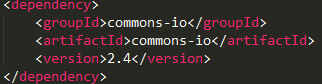 <dependency>
    <groupId>commons-io</groupId>
    <artifactId>commons-io</artifactId>
    <version>2.4</version>
</dependency>